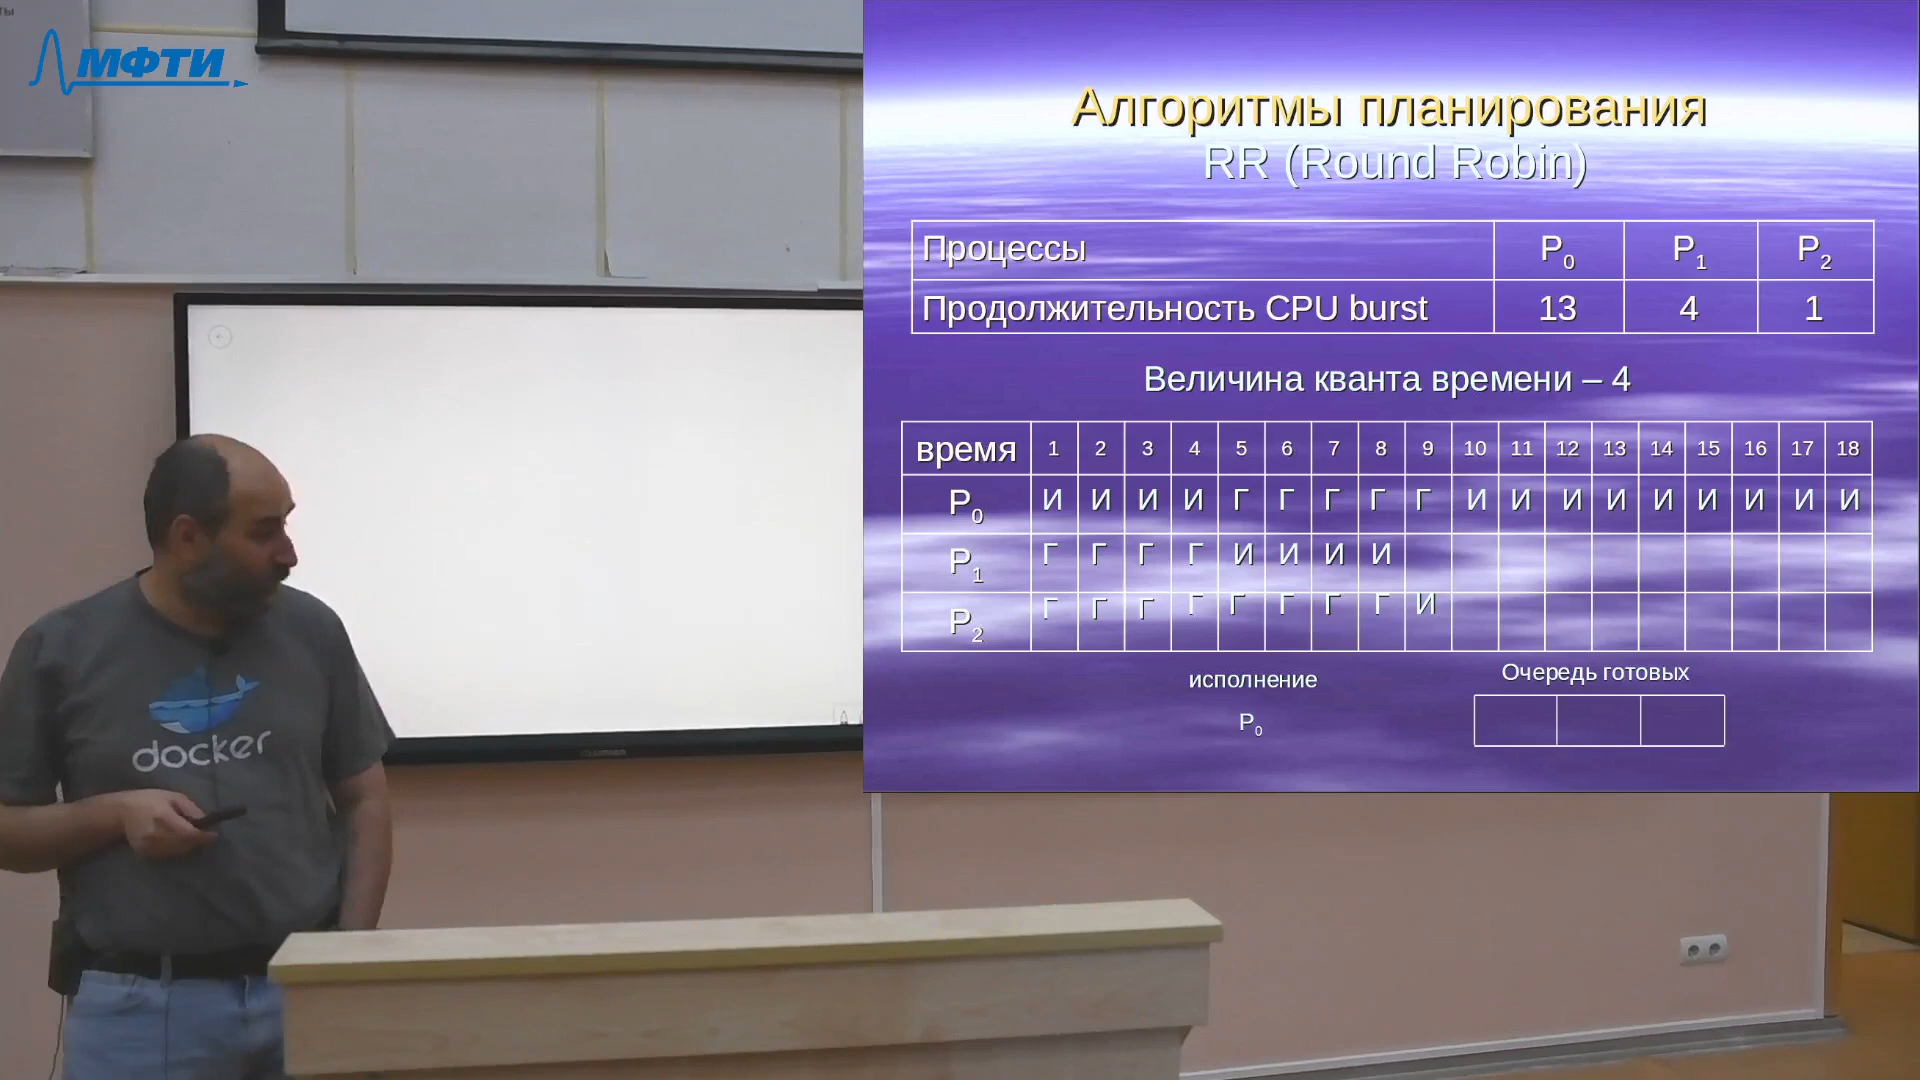 МФТИ
Алгоритмы планирования
RR (Round Robin)
Процессы P0 P1 P2
Продолжительность CPU burst 13 4 1
Величина кванта времени – 4
время 1 2 3 4 5 6 7 8 9 10 11 12 13 14 15 16 17 18
P0 И И И И Г Г Г Г Г И И И И И И И И И
P1 Г Г Г Г И И И И
P2 Г Г Г Г Г Г Г Г И
исполнение
Очередь готовых
P0
docker